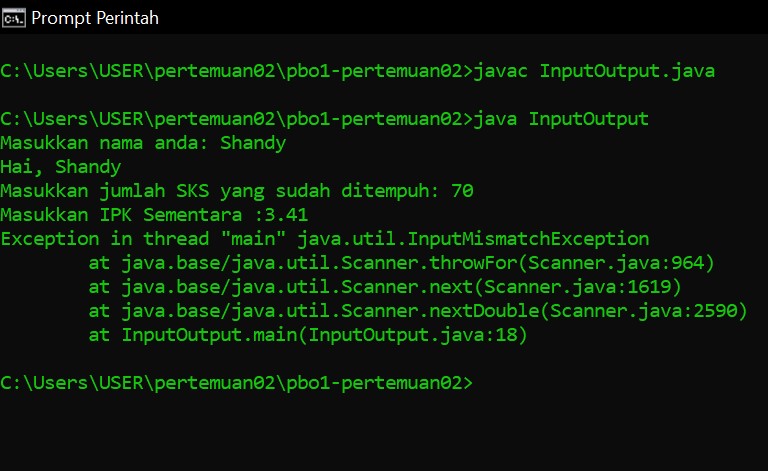 C:\. Prompt Perintah
C:\Users\USER\pertemuan02\pbo1-pertemuan02>javac InputOutput.java
C:\Users\USER\pertemuan02\pbo1-pertemuan02>java InputOutput
Masukkan nama anda: Shandy
Hai, Shandy
Masukkan jumlah SKS yang sudah ditempuh: 70
Masukkan IPK Sementara :3.41
Exception in thread "main" java.util.InputMismatchException
        at java.base/java.util.Scanner.throwFor(Scanner.java:964)
        at java.base/java.util.Scanner.next(Scanner.java:1619)
        at java.base/java.util.Scanner.nextDouble(Scanner.java:2590)
        at InputOutput.main(InputOutput.java:18)
C:\Users\USER\pertemuan02\pbo1-pertemuan02>